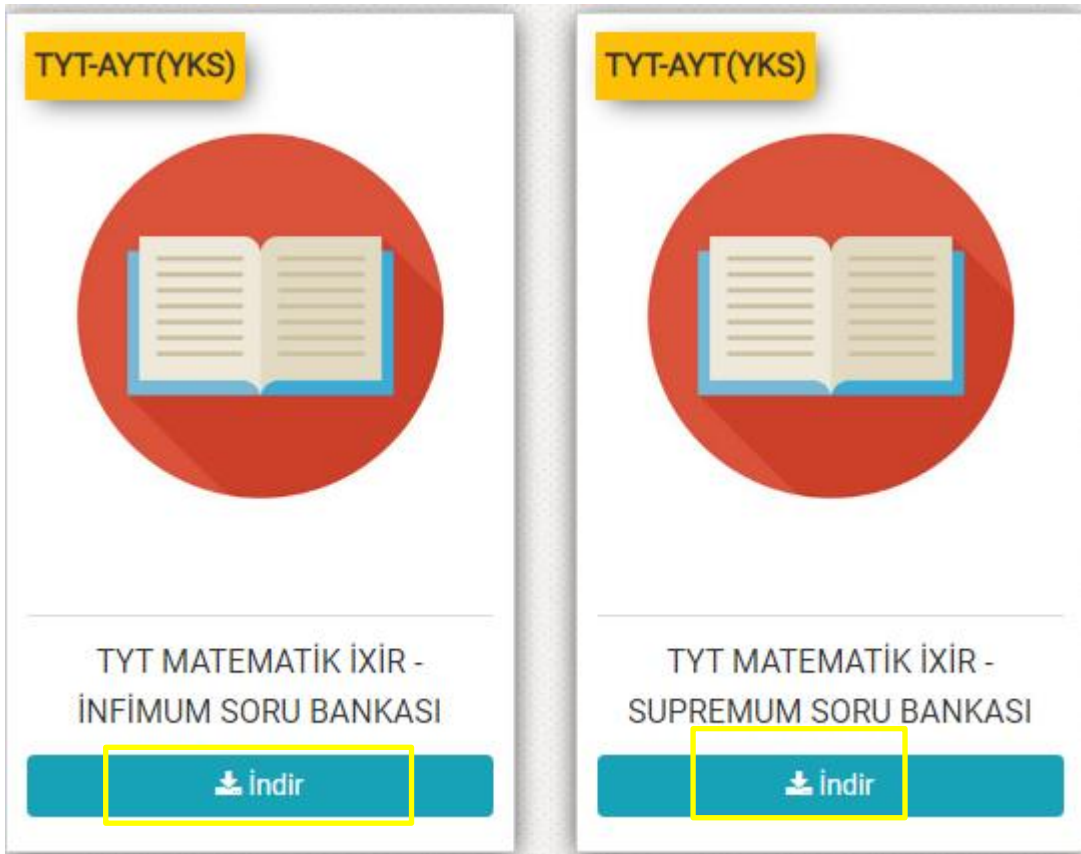 TYT-AYT(YKS)
TYT MATEMATİK İXİR -
İNFİMUM SORU BANKASI
İndir
TYT-AYT(YKS)
TYT MATEMATİK İXİR -
SUPREMUM SORU BANKASI
İndir